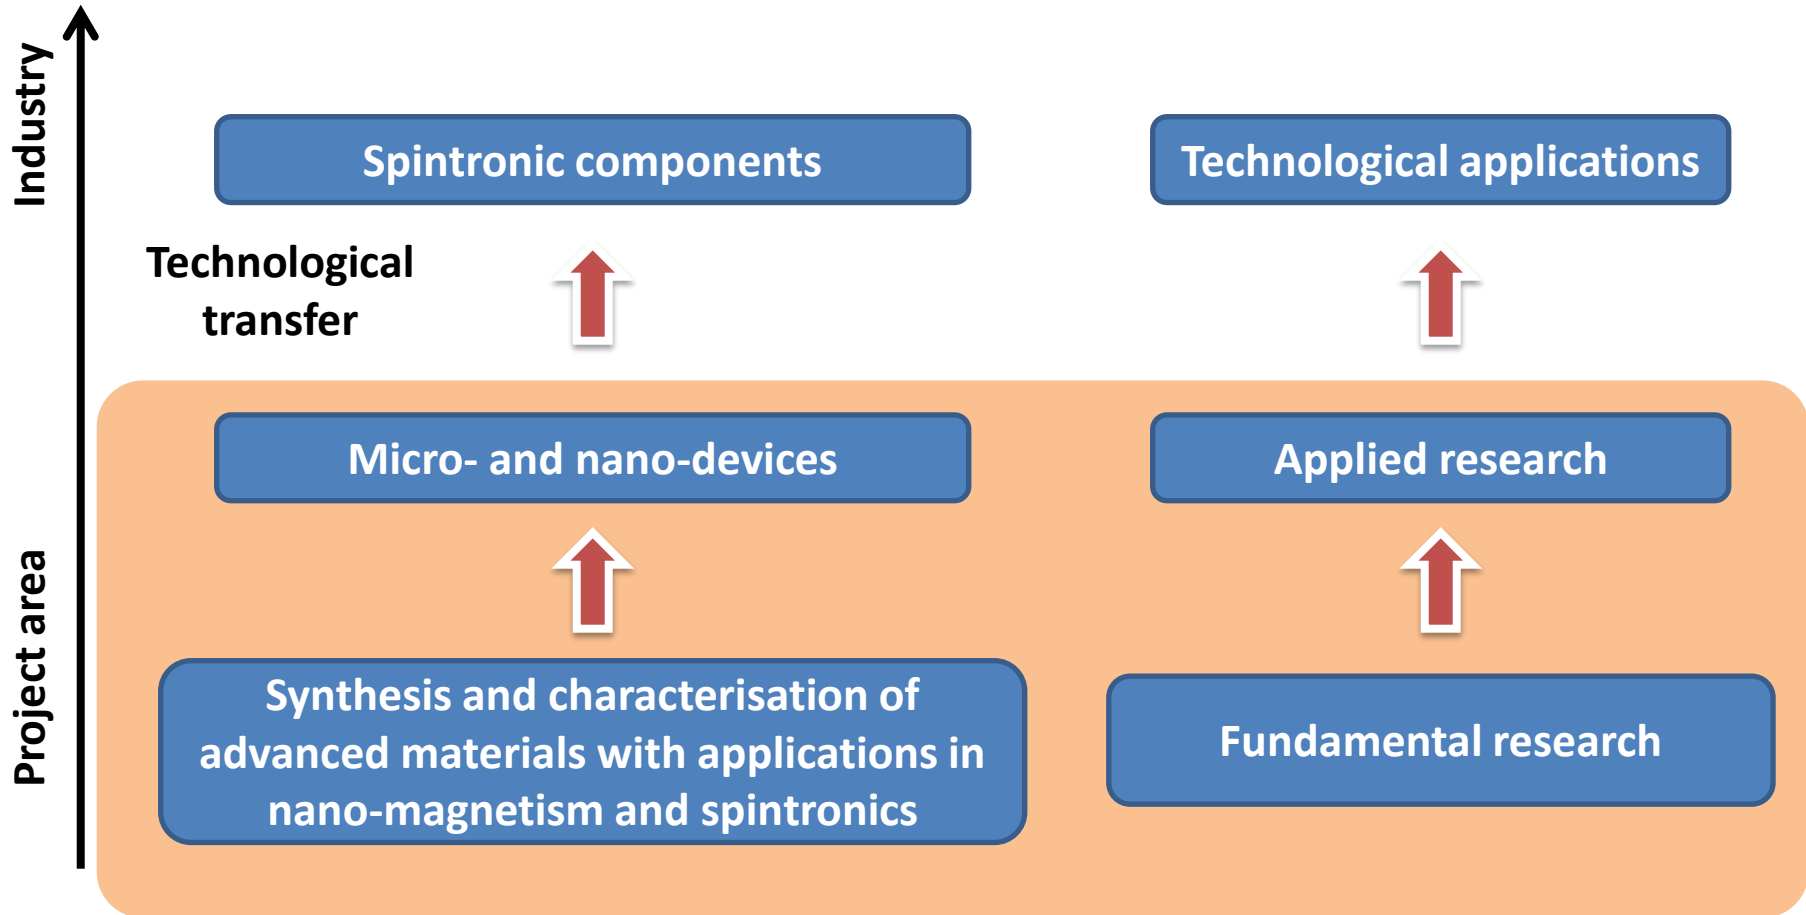 Industry
Spintronic components
Technological applications
Technological
transfer
Micro- and nano-devices
Applied research
Project area
Synthesis and characterisation of
advanced materials with applications in
nano-magnetism and spintronics
Fundamental research